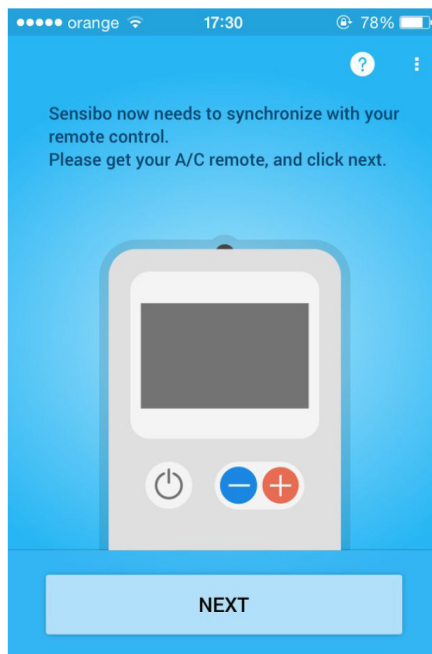 orange 17:30 78%
?
Sensibo now needs to synchronize with your
remote control.
Please get your A/C remote, and click next.
NEXT